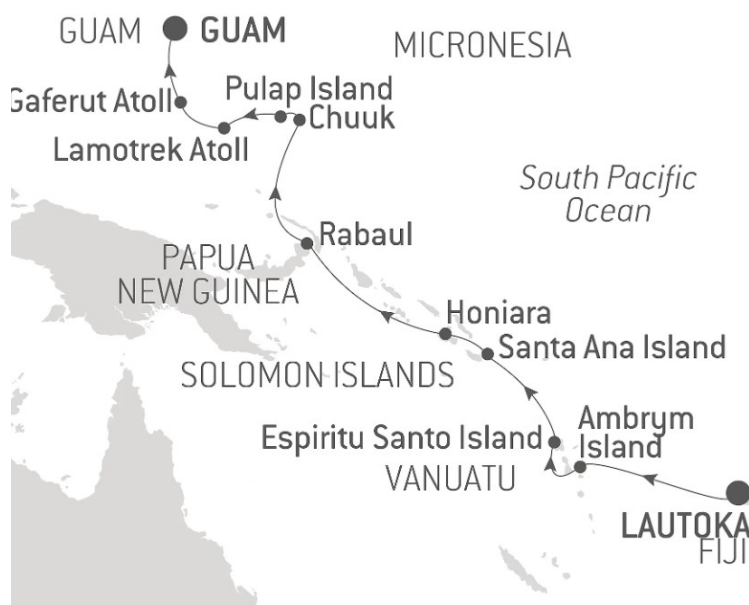 GUAM
GUAM
MICRONESIA
Gaferut Atoll
Pulap Island
Chuuk
Lamotrek Atoll
South Pacific
Ocean
Rabaul
PAPUA
NEW GUINEA
Honiara
Santa Ana Island
SOLOMON ISLANDS
Ambrym
Island
Espiritu Santo Island
VANUATU
LAUTOKA
FIJI